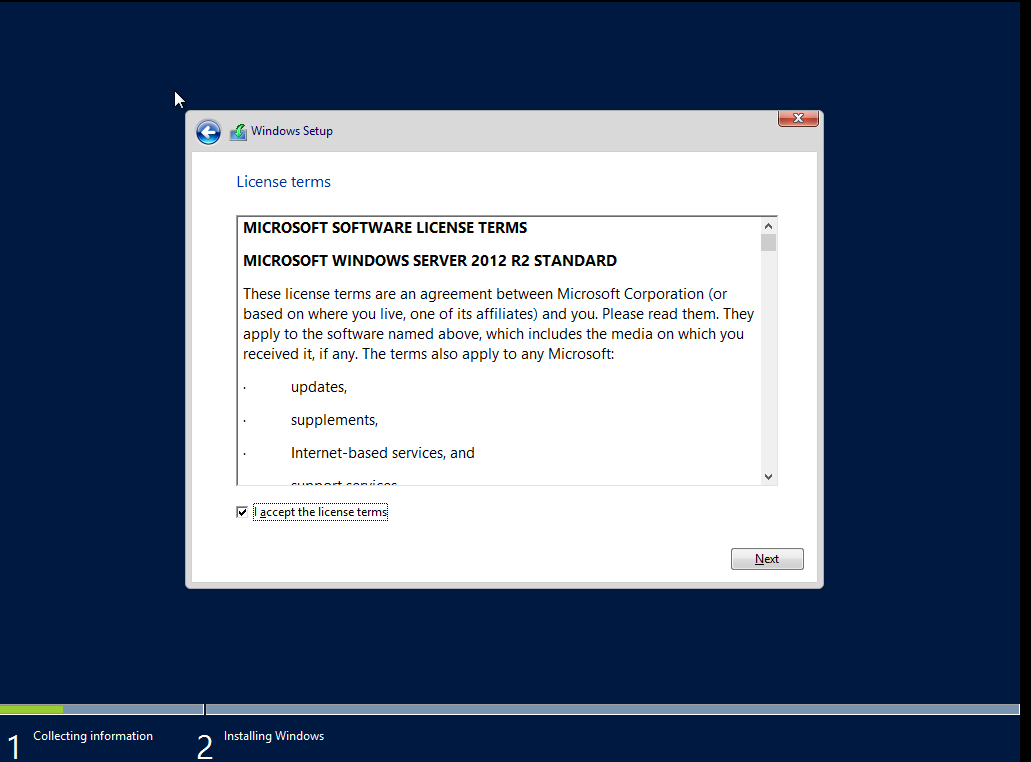 Windows Setup
License terms
MICROSOFT SOFTWARE LICENSE TERMS
MICROSOFT WINDOWS SERVER 2012 R2 STANDARD
These license terms are an agreement between Microsoft Corporation (or
based on where you live, one of its affiliates) and you. Please read them. They
apply to the software named above, which includes the media on which you
received it, if any. The terms also apply to any Microsoft:
· updates,
· supplements,
· Internet-based services, and
support services
I accept the license terms
Next
1 Collecting information
2 Installing Windows